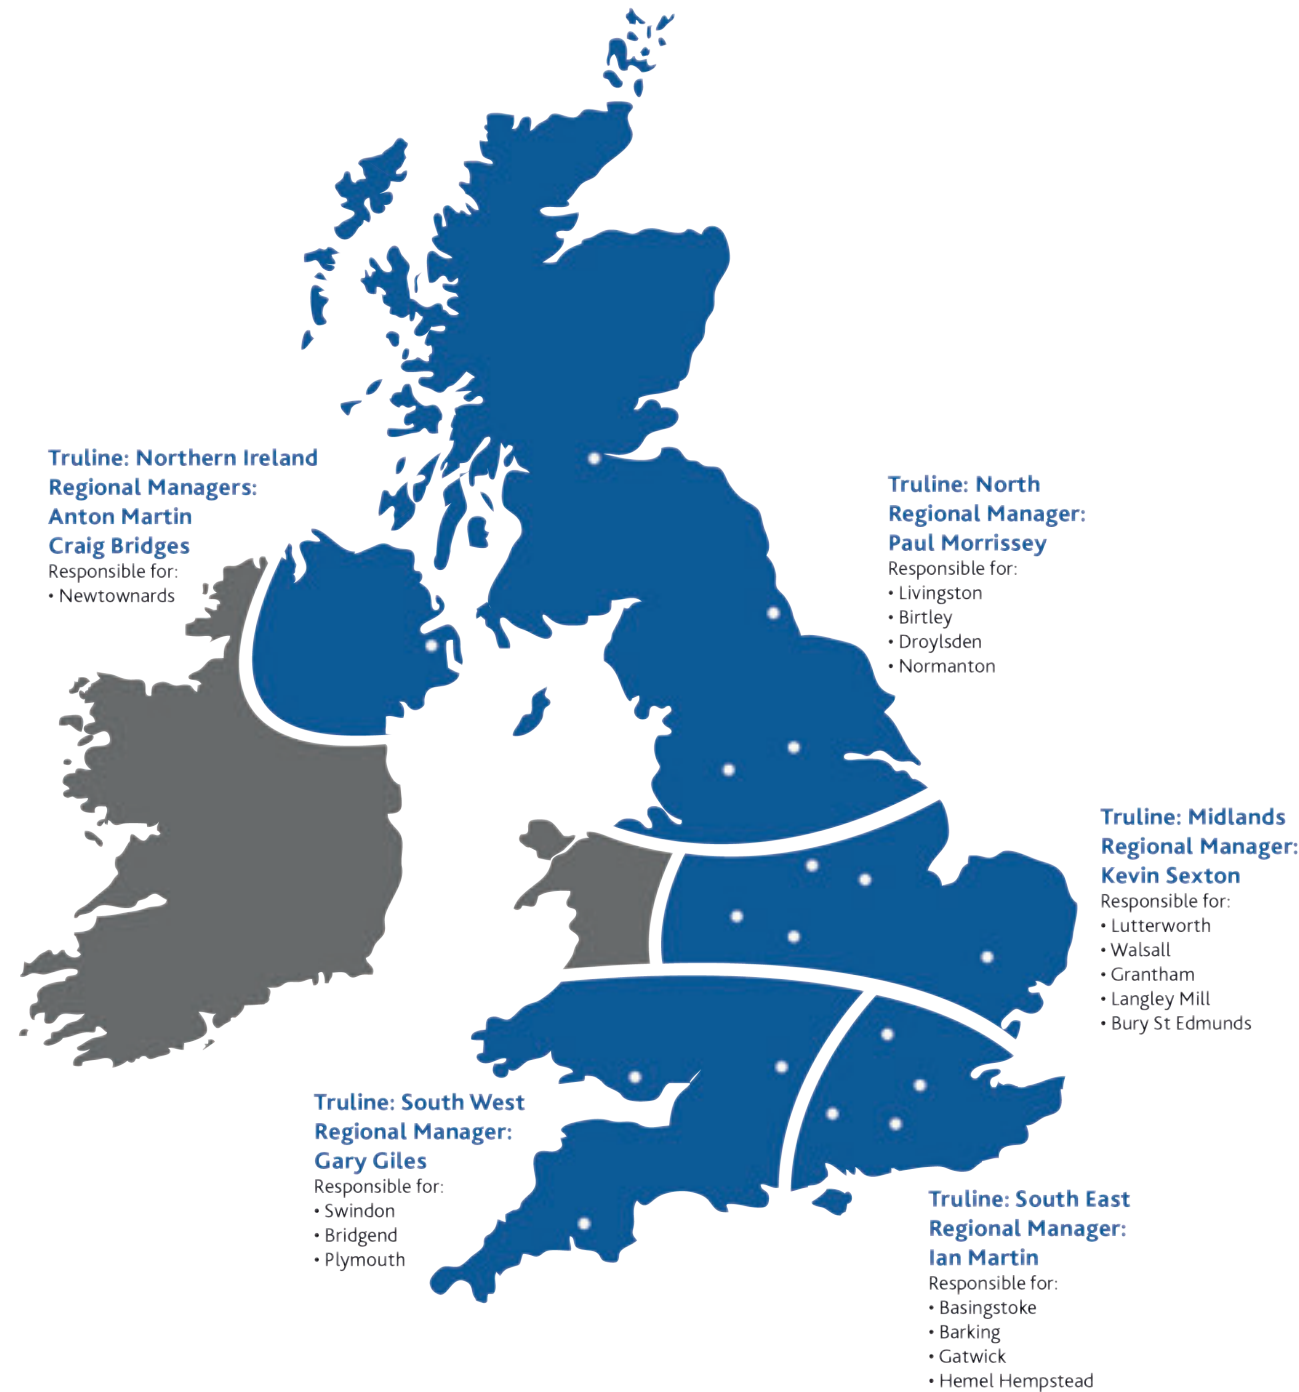 Truline: Northern Ireland
Regional Managers:
Anton Martin
Craig Bridges
Responsible for:
• Newtownards
Truline: North
Regional Manager:
Paul Morrissey
Responsible for:
• Livingston
• Birtley
• Droylsden
• Normanton
Truline: Midlands
Regional Manager:
Kevin Sexton
Responsible for:
• Lutterworth
• Walsall
• Grantham
• Langley Mill
• Bury St Edmunds
Truline: South West
Regional Manager:
Gary Giles
Responsible for:
• Swindon
• Bridgend
• Plymouth
Truline: South East
Regional Manager:
Ian Martin
Responsible for:
• Basingstoke
• Barking
• Gatwick
• Hemel Hempstead